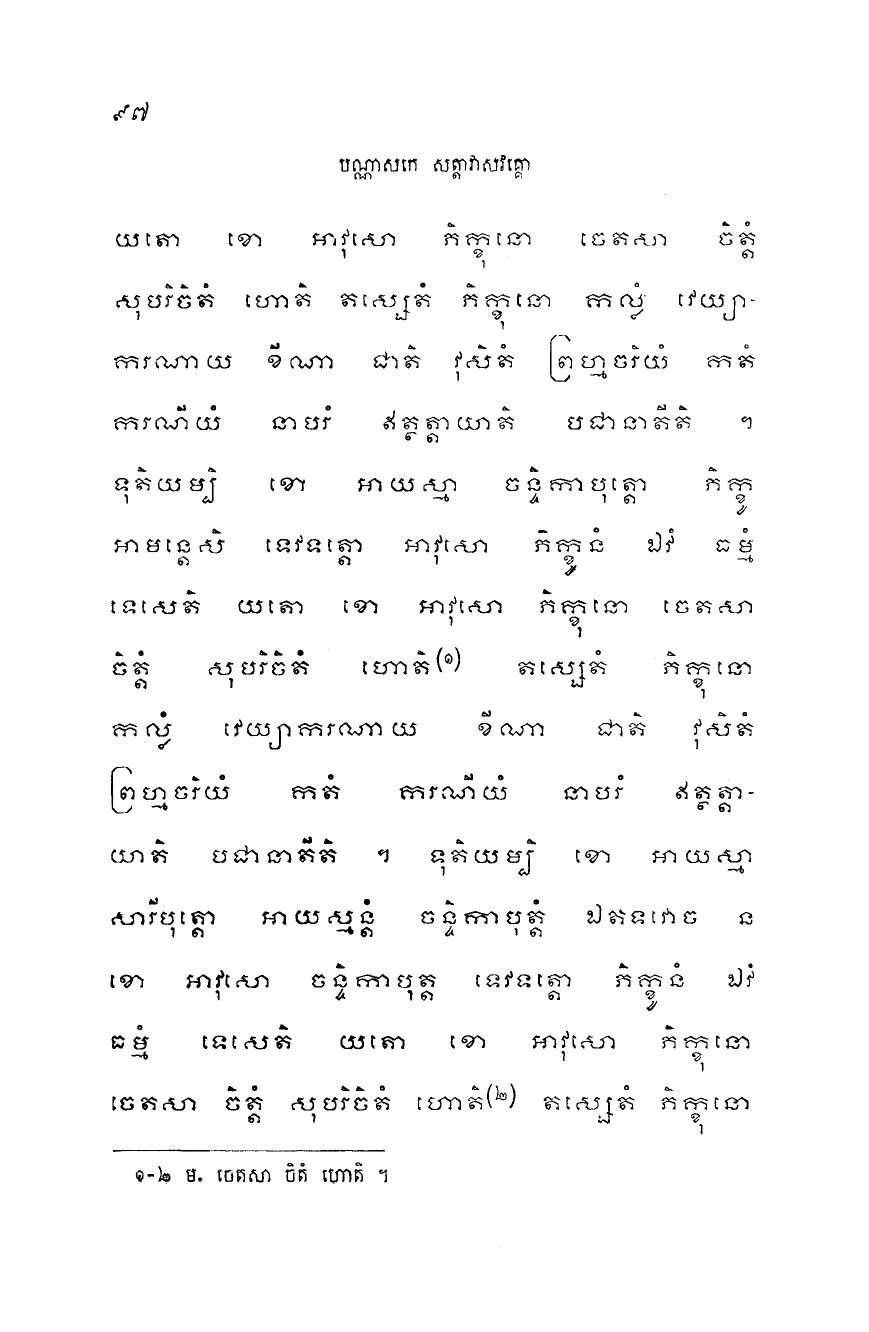 ៩៧
បណ្ណាសកេ សត្តាវាសវគ្គោ
យតោ ខោ អាវុសោ ភិក្ខុនោ ចេតសា ចិត្តំ
សុបរិចិតំ ហោតិ តស្សេតំ ភិក្ខុនោ កល្លំ វេយ្យា-
ករណាយ ខីណា ជាតិ វុសិតំ ព្រហ្មចរិយំ កតំ
ករណីយំ នាបរំ ឥត្ថត្តាយាតិ បជានាតីតិ ។
ទុតិយម្បិ ខោ អាយស្មា ចន្ទិកាបុត្តោ ភិក្ខូ
អាមន្តេសិ ទេវទត្តោ អាវុសោ ភិក្ខូនំ ឯវំ ធម្មំ
ទេសេតិ យតោ ខោ អាវុសោ ភិក្ខុនោ ចេតសា
ចិត្តំ សុបរិចិតំ ហោតិ(១) តស្សេតំ ភិក្ខុនោ
កល្លំ វេយ្យាករណាយ ខីណា ជាតិ វុសិតំ
ព្រហ្មចរិយំ កតំ ករណីយំ នាបរំ ឥត្ថត្តា-
យាតិ បជានាតីតិ ។ ទុតិយម្បិ ខោ អាយស្មា
សារីបុត្តោ អាយស្មន្តំ ចន្ទិកាបុត្តំ ឯតទវោច ន
ខោ អាវុសោ ចន្ទិកាបុត្ត ទេវទត្តោ ភិក្ខូនំ ឯវំ
ធម្មំ ទេសេតិ យតោ ខោ អាវុសោ ភិក្ខុនោ
ចេតសា ចិត្តំ សុបរិចិតំ ហោតិ(២) តស្សេតំ ភិក្ខុនោ
១-២ ម. ចេតសា ចិតំ ហោតិ ។